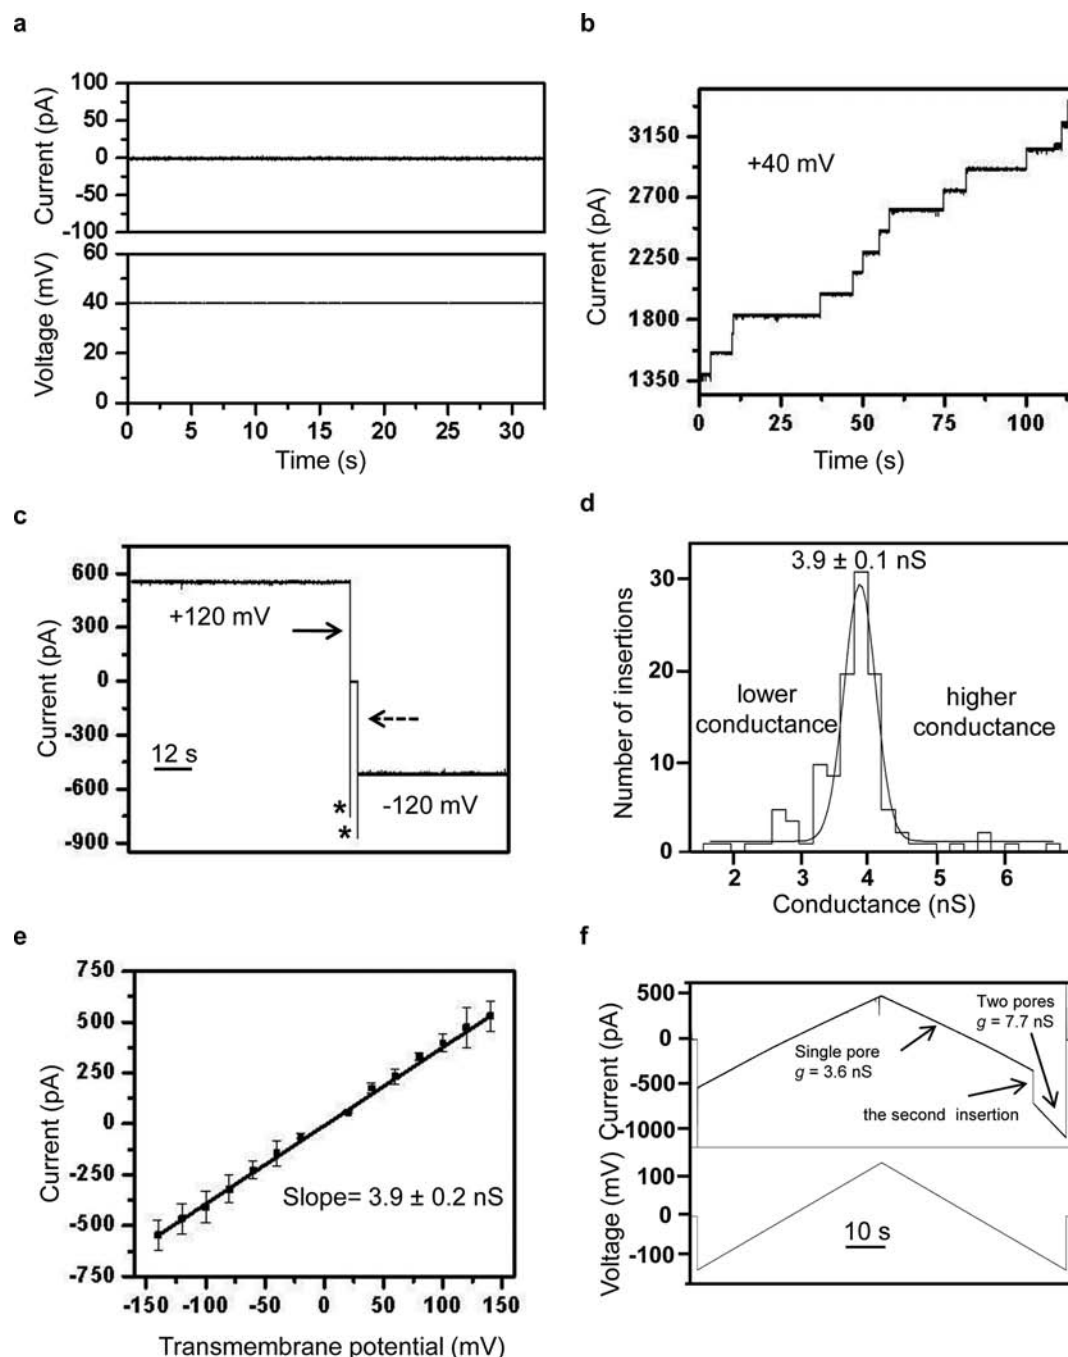 a
100
50
0
-50
-100
Current (pA)
60
40
20
0
Voltage (mV)
0 5 10 15 20 25 30
Time (s)
b
3150
2700
2250
1800
1350
Current (pA)
+40 mV
0 25 50 75 100
Time (s)
c
600
300
0
-300
-600
-900
Current (pA)
+120 mV
12 s
-120 mV
*
*
d
30
20
10
0
Number of insertions
3.9 ± 0.1 nS
lower
conductance
higher
conductance
2 3 4 5 6
Conductance (nS)
e
750
500
250
0
-250
-500
-750
Current (pA)
Slope= 3.9 ± 0.2 nS
-150 -100 -50 0 50 100 150
Transmembrane potential (mV)
f
500
0
-500
-1000
Current (pA)
Two pores
g = 7.7 nS
Single pore
g = 3.6 nS
the second insertion
100
0
-100
Voltage (mV)
10 s